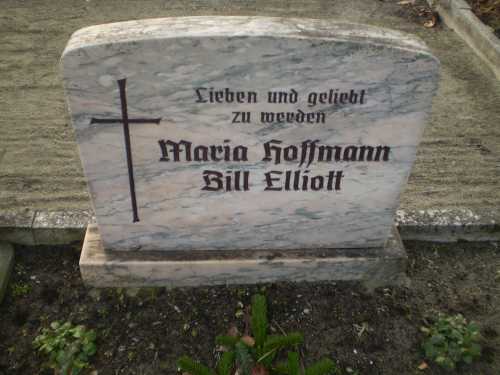 Lieben und geliebt
zu werden
Maria Hoffmann
Bill Elliott